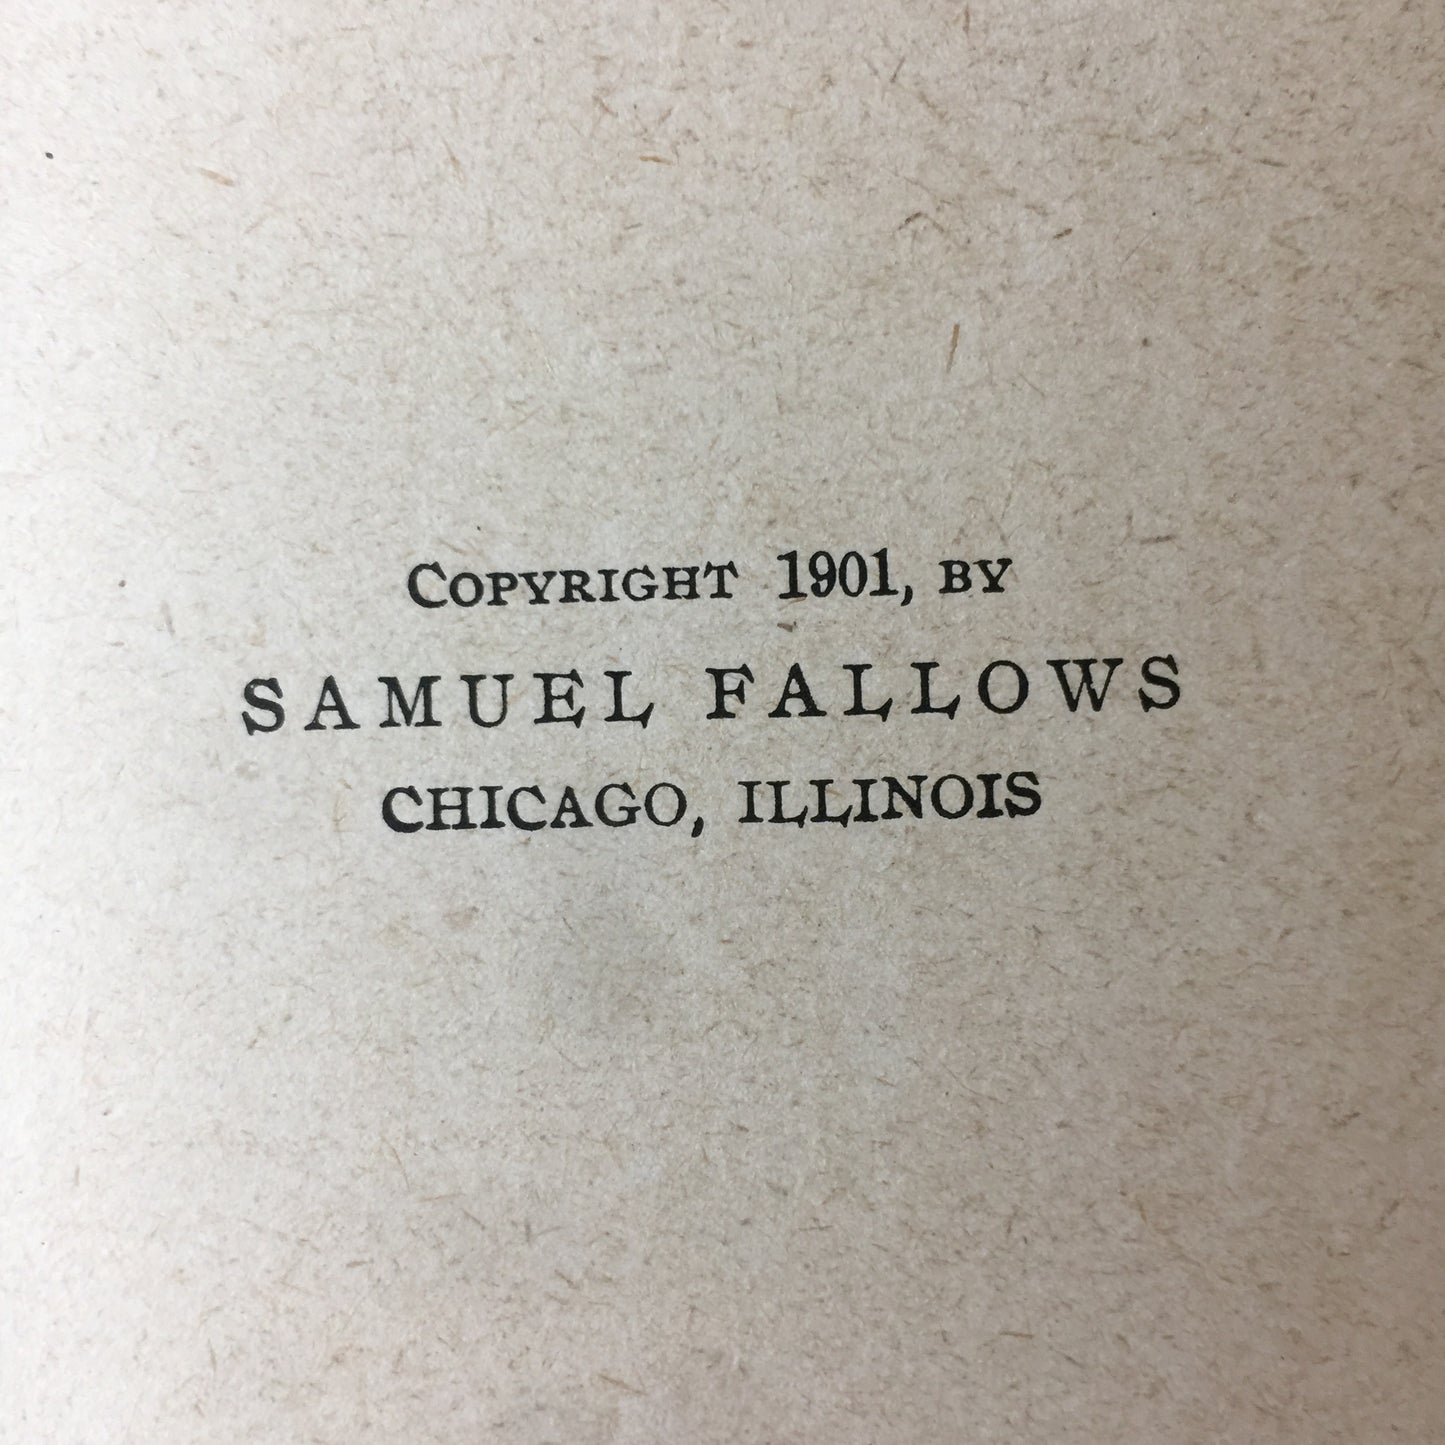 Copyright 1901, by
SAMUEL FALLOWS
CHICAGO, ILLINOIS